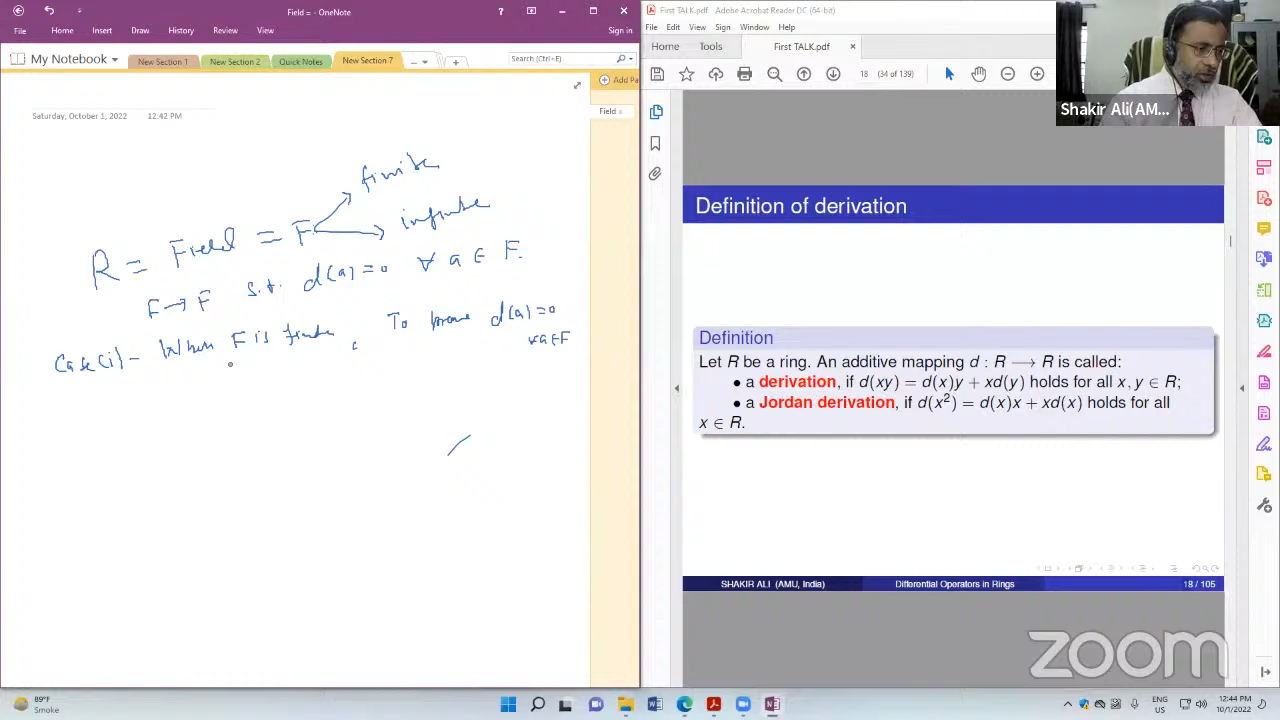 Field = - OneNote
Sign in
File Home Insert Draw History Review View
My Notebook
New Section 1 New Section 2 Quick Notes New Section 7
Search (Ctrl+E)
Add Pa
Field =
Saturday, October 1, 2022 12:42 PM
finite
R = Field = F
infinite
F → F s.t. d(a) = 0 ∀ a ∈ F.
Case(i) - When F is finite, To prove d(a) = 0
∀ a ∈ F
First TALK.pdf - Adobe Acrobat Reader DC (64-bit)
File Edit View Sign Window Help
Home Tools First TALK.pdf
18 (34 of 139)
Shakir Ali(AM...
Definition of derivation
Definition
Let R be a ring. An additive mapping d : R ⟶ R is called:
• a derivation, if d(xy) = d(x)y + xd(y) holds for all x, y ∈ R;
• a Jordan derivation, if d(x²) = d(x)x + xd(x) holds for all
x ∈ R.
SHAKIR ALI (AMU, India) Differential Operators in Rings 18 / 105
zoom
89°F
Smoke
ENG
US
12:44 PM
10/1/2022